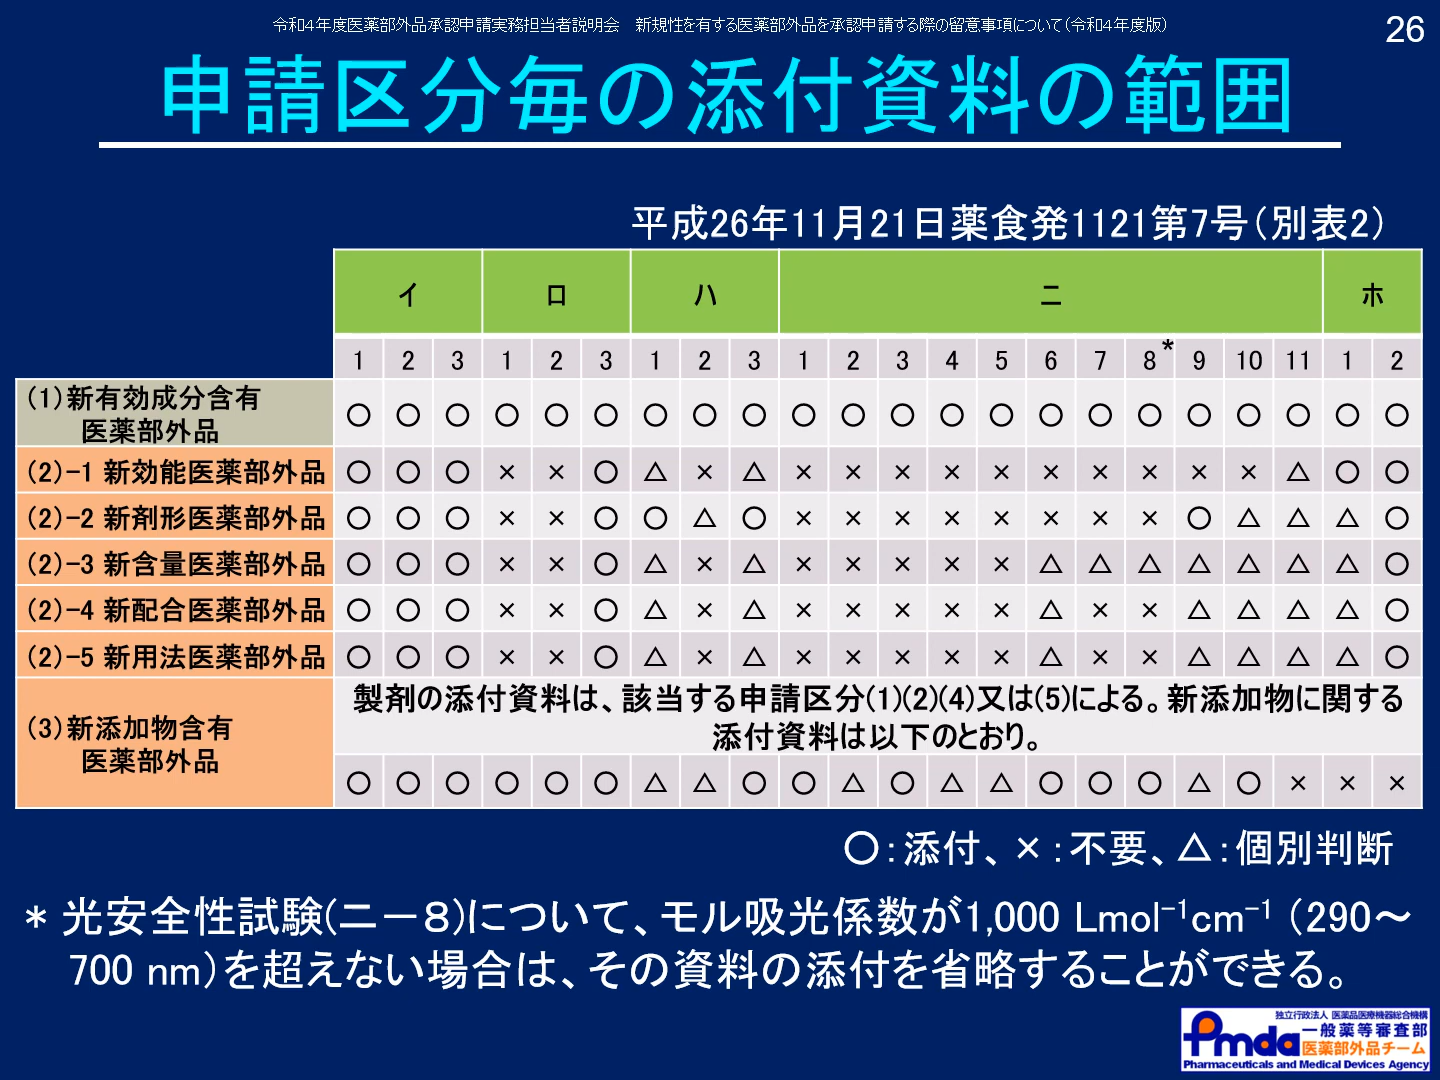 令和４年度医薬部外品承認申請実務担当者説明会　新規性を有する医薬部外品を承認申請する際の留意事項について（令和４年度版）
26
申請区分毎の添付資料の範囲
平成26年11月21日薬食発1121第7号（別表2）
イ ロ ハ ニ ホ
1 2 3 1 2 3 1 2 3 1 2 3 4 5 6 7 8* 9 10 11 1 2
（1）新有効成分含有
医薬部外品
○ ○ ○ ○ ○ ○ ○ ○ ○ ○ ○ ○ ○ ○ ○ ○ ○ ○ ○ ○ ○ ○
（2）-1 新効能医薬部外品 ○ ○ ○ × × ○ △ × △ × × × × × × × × × × △ ○ ○
（2）-2 新剤形医薬部外品 ○ ○ ○ × × ○ ○ △ ○ × × × × × × × × ○ △ △ △ ○
（2）-3 新含量医薬部外品 ○ ○ ○ × × ○ △ × △ × × × × × △ △ △ △ △ △ △ ○
（2）-4 新配合医薬部外品 ○ ○ ○ × × ○ △ × △ × × × × × △ × × △ △ △ △ ○
（2）-5 新用法医薬部外品 ○ ○ ○ × × ○ △ × △ × × × × × △ × × △ △ △ △ ○
（3）新添加物含有
医薬部外品
製剤の添付資料は、該当する申請区分(1)(2)(4)又は(5)による。新添加物に関する
添付資料は以下のとおり。
○ ○ ○ ○ ○ ○ △ △ ○ ○ △ ○ △ △ ○ ○ ○ △ ○ × × ×
○：添付、×：不要、△：個別判断
* 光安全性試験(ニ－８)について、モル吸光係数が1,000 Lmol⁻¹cm⁻¹（290～
700 nm）を超えない場合は、その資料の添付を省略することができる。
独立行政法人 医薬品医療機器総合機構
Pmda 一般薬等審査部
医薬部外品チーム
Pharmaceuticals and Medical Devices Agency